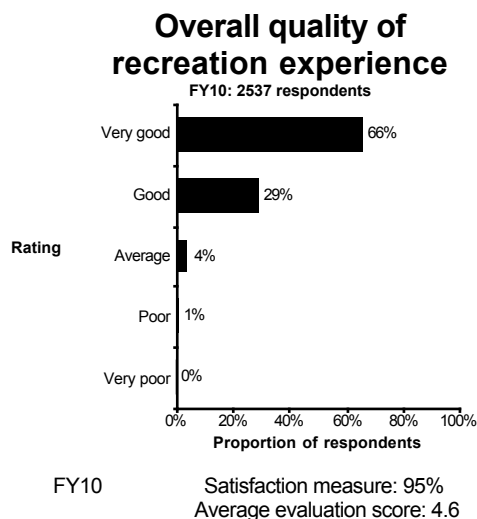 Overall quality of
recreation experience
FY10: 2537 respondents
Very good 66%
Good 29%
Rating
Average 4%
Poor 1%
Very poor 0%
0% 20% 40% 60% 80% 100%
Proportion of respondents
FY10 Satisfaction measure: 95%
Average evaluation score: 4.6